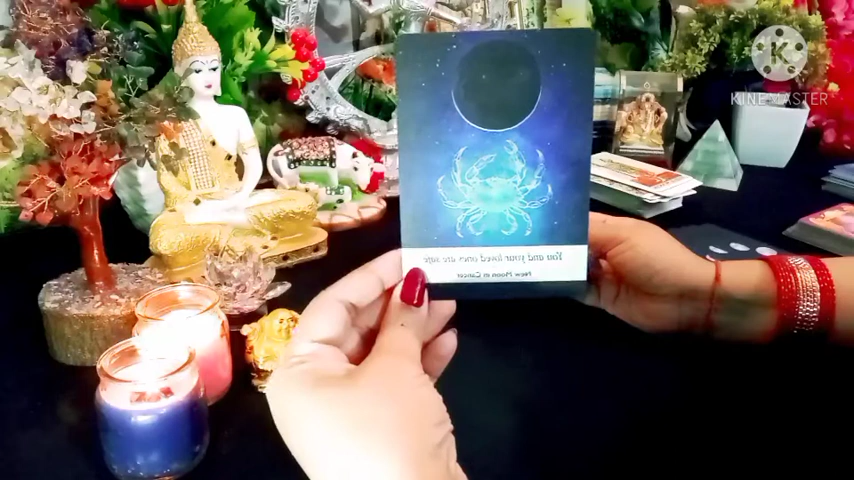 K
KINEMASTER
You and your loved ones are safe
New Moon in Cancer